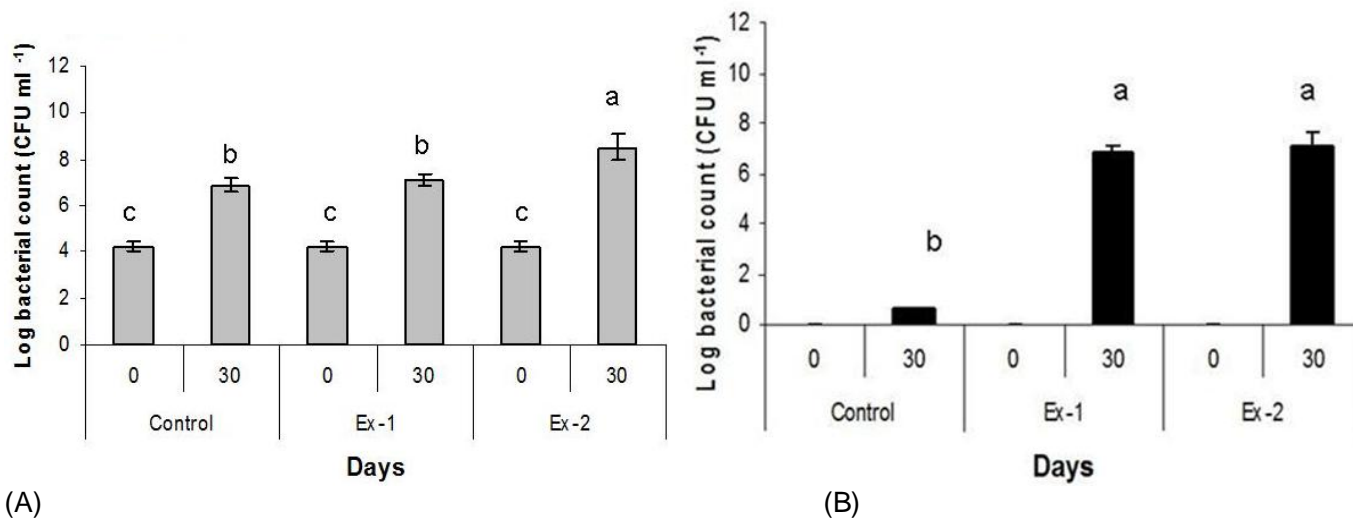 Log bacterial count (CFU ml⁻¹)
12
10
8
6
4
2
0
c
b
c
b
c
a
0 30 0 30 0 30
Control Ex-1 Ex-2
Days
(A)
Log bacterial count (CFU ml⁻¹)
12
10
8
6
4
2
0
b
a
a
0 30 0 30 0 30
Control Ex-1 Ex-2
Days
(B)